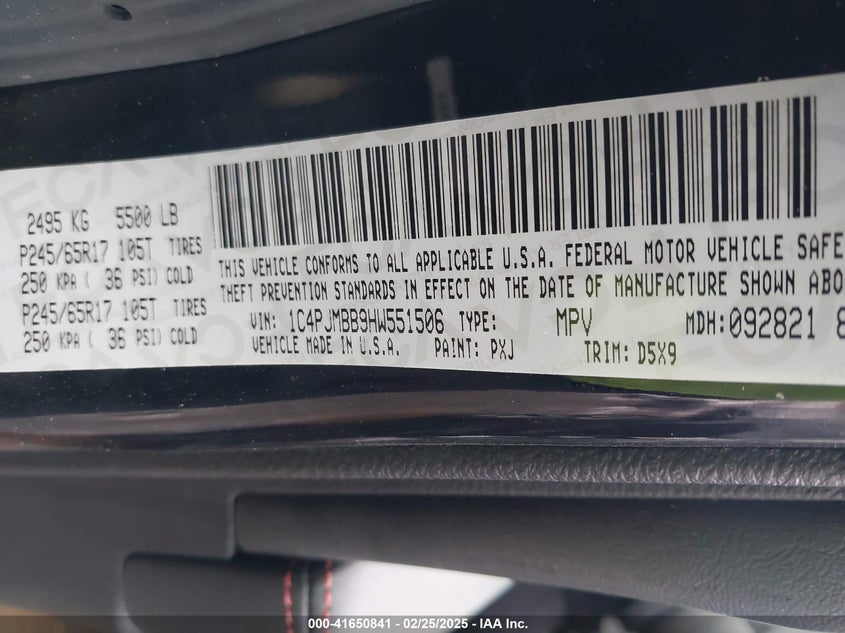 2495 KG 5500 LB
P245/65R17 105T TIRES
250 KPA ( 36 PSI) COLD
P245/65R17 105T TIRES
250 KPA ( 36 PSI) COLD
THIS VEHICLE CONFORMS TO ALL APPLICABLE U.S.A. FEDERAL MOTOR VEHICLE SAFE
THEFT PREVENTION STANDARDS IN EFFECT ON THE DATE OF MANUFACTURE SHOWN ABO
VIN: 1C4PJMBB9HW551506 TYPE: MPV MDH: 092821 8
VEHICLE MADE IN U.S.A. PAINT: PXJ TRIM: D5X9
000-41650841 - 02/25/2025 - IAA Inc.